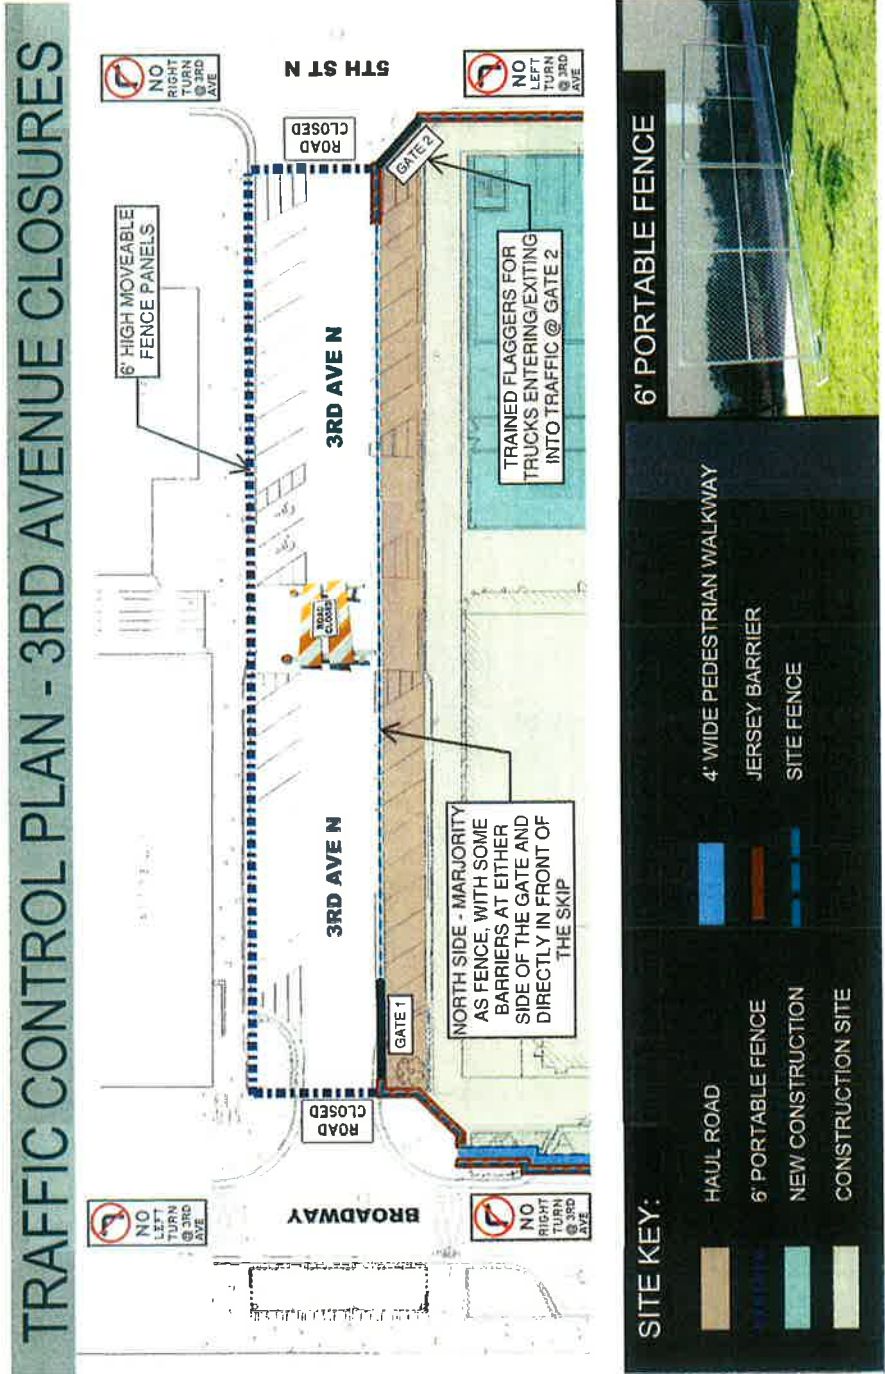 TRAFFIC CONTROL PLAN - 3RD AVENUE CLOSURES
NO
LEFT
TURN
@ 3RD
AVE
6' HIGH MOVEABLE
FENCE PANELS
NO
RIGHT
TURN
@ 3RD
AVE
BROADWAY
ROAD
CLOSED
3RD AVE N
ROAD
CLOSED
3RD AVE N
ROAD
CLOSED
5TH ST N
GATE 1
GATE 2
NO
RIGHT
TURN
@ 3RD
AVE
NORTH SIDE - MARJORITY
AS FENCE, WITH SOME
BARRIERS AT EITHER
SIDE OF THE GATE AND
DIRECTLY IN FRONT OF
THE SKIP
TRAINED FLAGGERS FOR
TRUCKS ENTERING/EXITING
INTO TRAFFIC @ GATE 2
NO
LEFT
TURN
@ 3RD
AVE
SITE KEY:
HAUL ROAD
6' PORTABLE FENCE
NEW CONSTRUCTION
CONSTRUCTION SITE
4' WIDE PEDESTRIAN WALKWAY
JERSEY BARRIER
SITE FENCE
6' PORTABLE FENCE